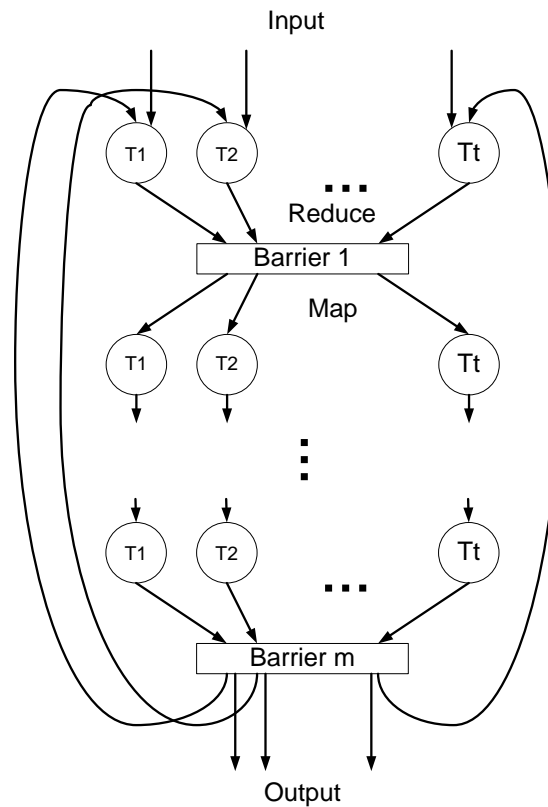 Input
T1 T2 Tt
Reduce
Barrier 1
Map
T1 T2 Tt
T1 T2 Tt
Barrier m
Output